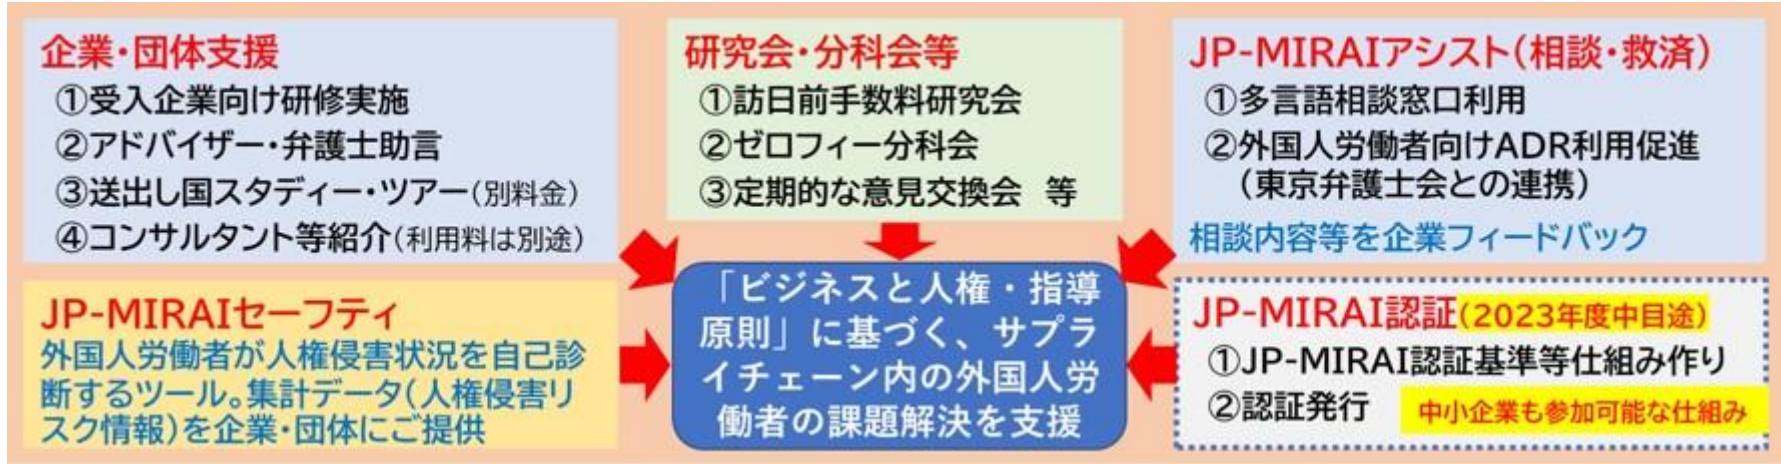 企業・団体支援
①受入企業向け研修実施
②アドバイザー・弁護士助言
③送出し国スタディー・ツアー(別料金)
④コンサルタント等紹介(利用料は別途)
研究会・分科会等
①訪日前手数料研究会
②ゼロフィー分科会
③定期的な意見交換会 等
JP-MIRAIアシスト(相談・救済)
①多言語相談窓口利用
②外国人労働者向けADR利用促進
(東京弁護士会との連携)
相談内容等を企業フィードバック
JP-MIRAIセーフティ
外国人労働者が人権侵害状況を自己診
断するツール。集計データ(人権侵害リ
スク情報)を企業・団体にご提供
「ビジネスと人権・指導
原則」に基づく、サプラ
イチェーン内の外国人労
働者の課題解決を支援
JP-MIRAI認証(2023年度中目途)
①JP-MIRAI認証基準等仕組み作り
②認証発行 中小企業も参加可能な仕組み